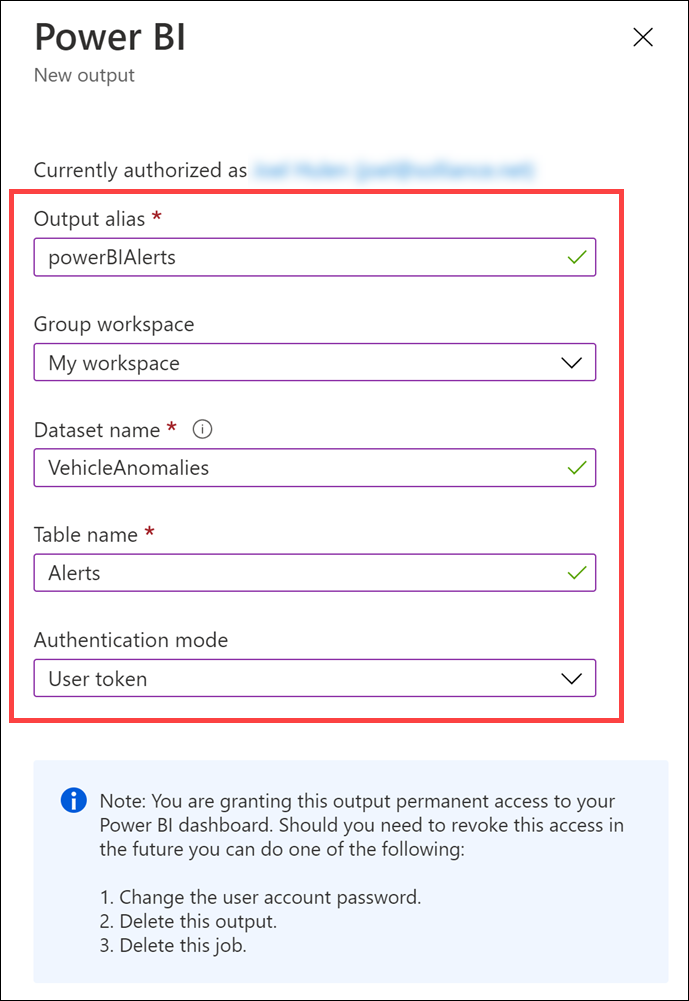 Power BI
New output
Currently authorized as
Output alias *
powerBIAlerts
Group workspace
My workspace
Dataset name *
VehicleAnomalies
Table name *
Alerts
Authentication mode
User token
Note: You are granting this output permanent access to your
Power BI dashboard. Should you need to revoke this access in
the future you can do one of the following:
1. Change the user account password.
2. Delete this output.
3. Delete this job.